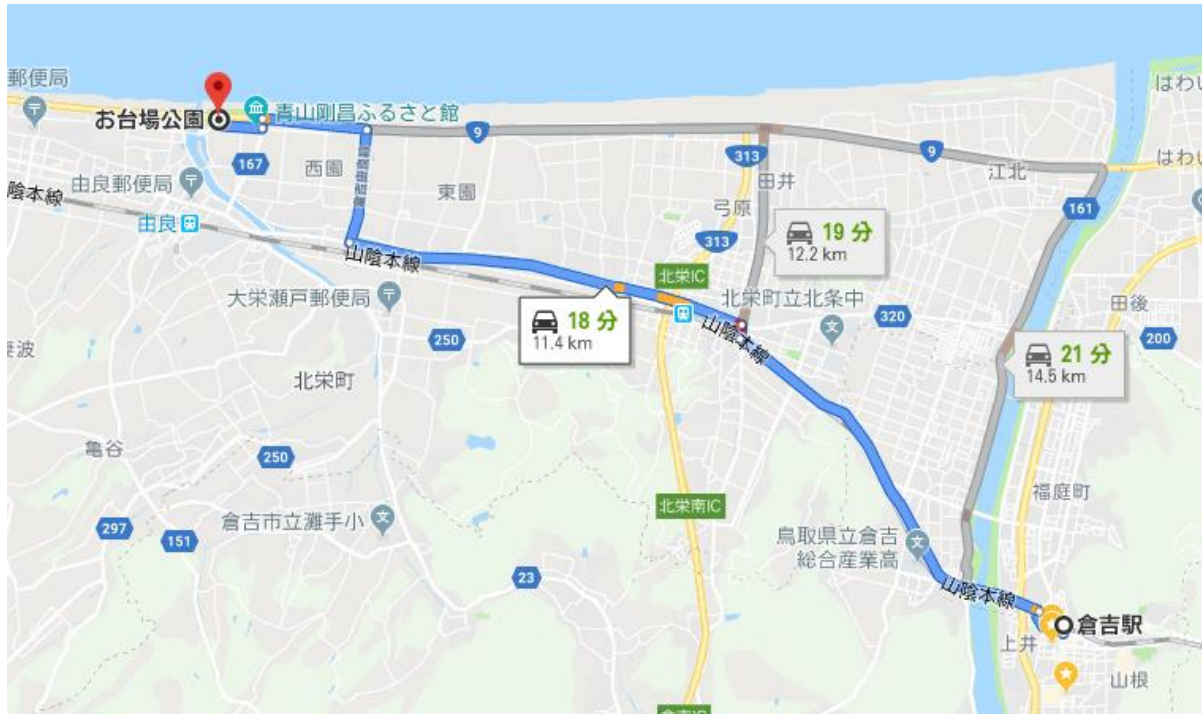 郵便局
はわい
お台場公園
青山剛昌ふるさと館
9
167
西園
313
田井
9
江北
はわい
由良郵便局
東園
弓原
161
陰本線
由良
313
19 分
12.2 km
山陰本線
北栄IC
大栄瀬戸郵便局
18 分
11.4 km
北栄町立北条中
320
田後
山陰本線
200
250
21 分
14.5 km
北栄町
亀谷
250
福庭町
297
151
倉吉市立灘手小
北栄南IC
鳥取県立倉吉
総合産業高
23
山陰本線
倉吉駅
上井
山根